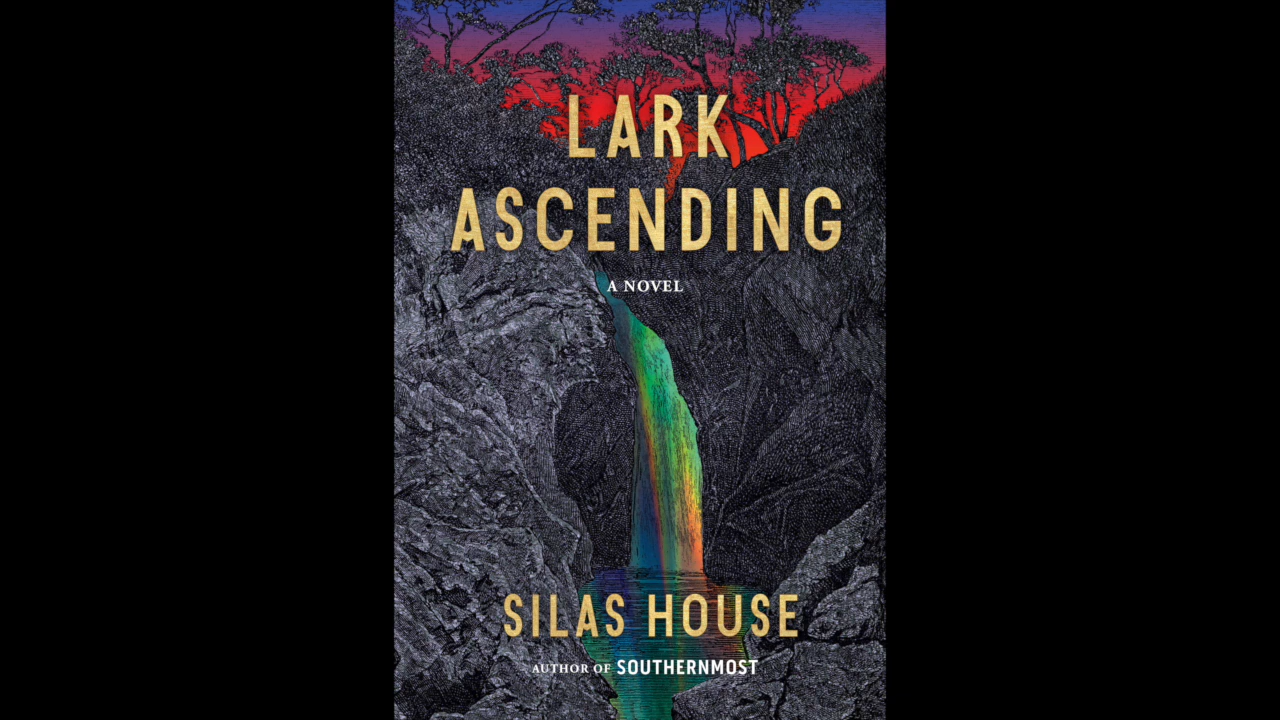 LARK
ASCENDING
A NOVEL
SILAS HOUSE
AUTHOR OF SOUTHERNMOST